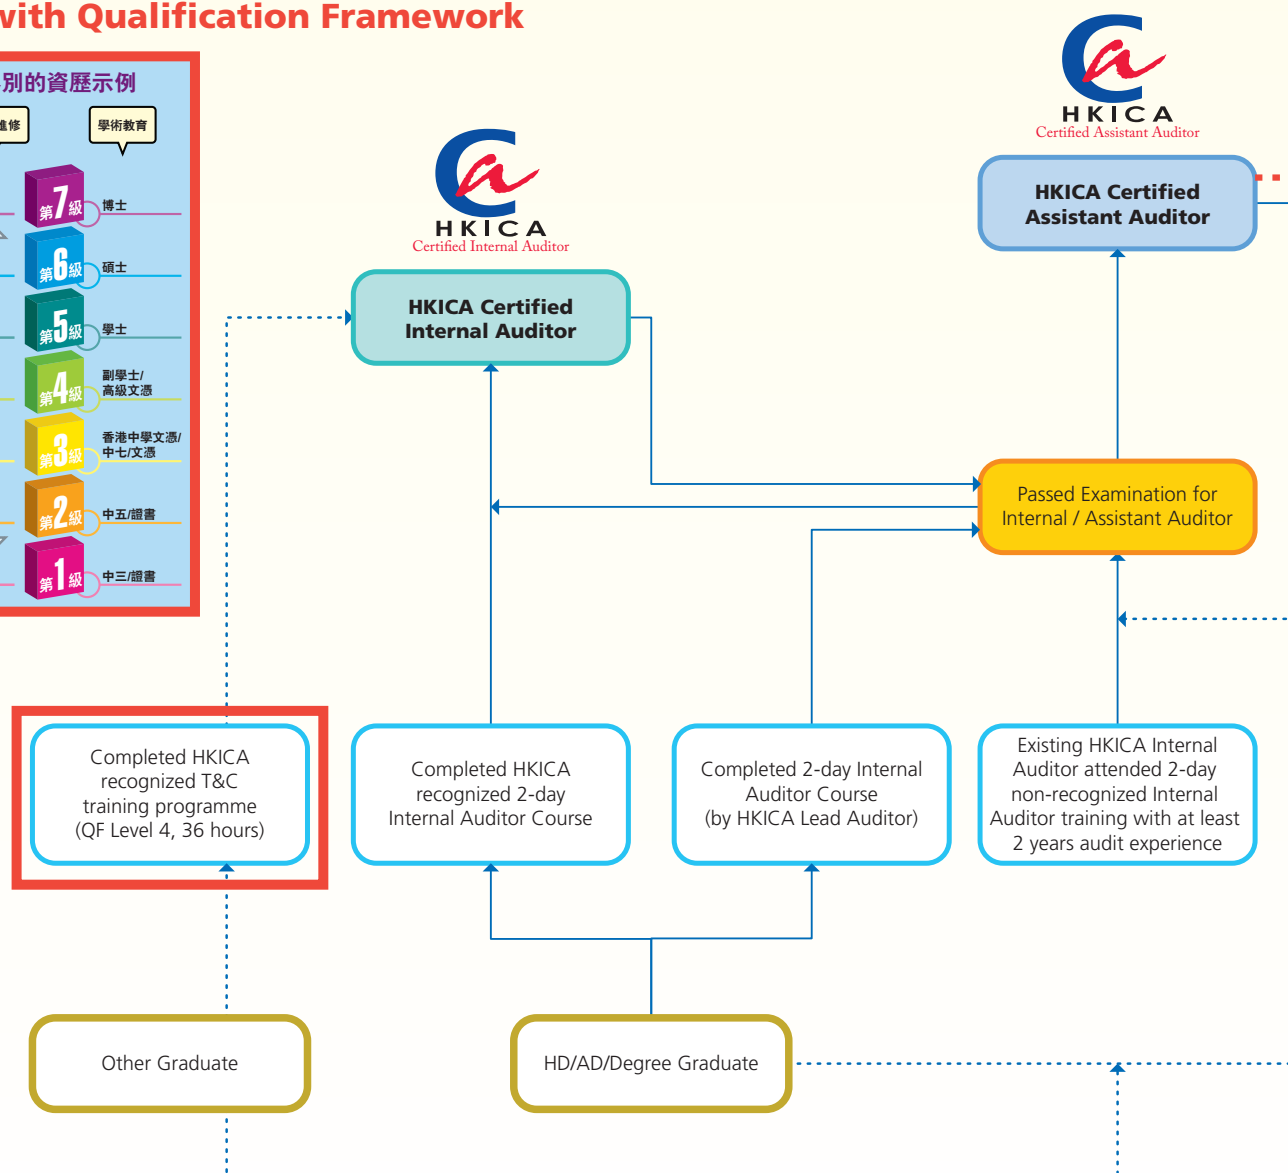 with Qualification Framework
別的資歷示例
進修
學術教育
第7級
博士
第6級
碩士
第5級
學士
第4級
副學士/
高級文憑
第3級
香港中學文憑/
中七/文憑
第2級
中五/證書
第1級
中三/證書
HKICA
Certified Internal Auditor
HKICA Certified
Internal Auditor
HKICA
Certified Assistant Auditor
HKICA Certified
Assistant Auditor
Passed Examination for
Internal / Assistant Auditor
Completed HKICA
recognized T&C
training programme
(QF Level 4, 36 hours)
Completed HKICA
recognized 2-day
Internal Auditor Course
Completed 2-day Internal
Auditor Course
(by HKICA Lead Auditor)
Existing HKICA Internal
Auditor attended 2-day
non-recognized Internal
Auditor training with at least
2 years audit experience
Other Graduate
HD/AD/Degree Graduate